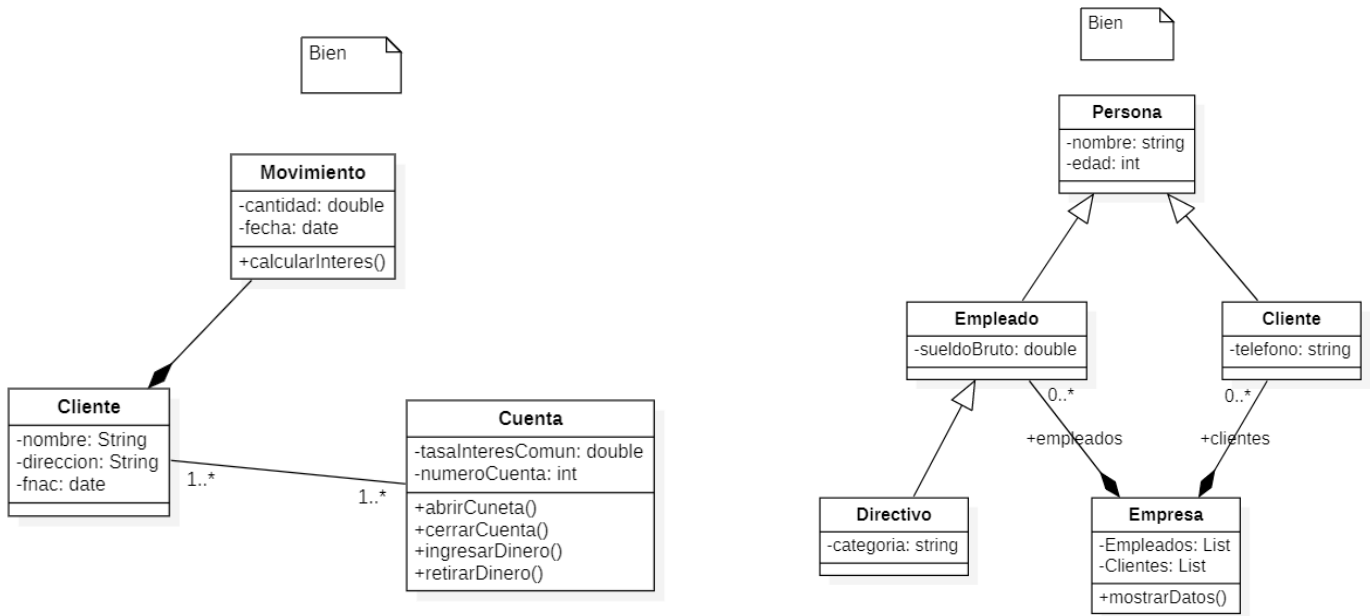 Bien
Movimiento
-cantidad: double
-fecha: date
+calcularInteres()
Cliente
-nombre: String
-direccion: String
-fnac: date
1..*
1..*
Cuenta
-tasaInteresComun: double
-numeroCuenta: int
+abrirCuneta()
+cerrarCuenta()
+ingresarDinero()
+retirarDinero()
Bien
Persona
-nombre: string
-edad: int
Empleado
-sueldoBruto: double
Cliente
-telefono: string
0..*
0..*
+empleados
+clientes
Directivo
-categoria: string
Empresa
-Empleados: List
-Clientes: List
+mostrarDatos()